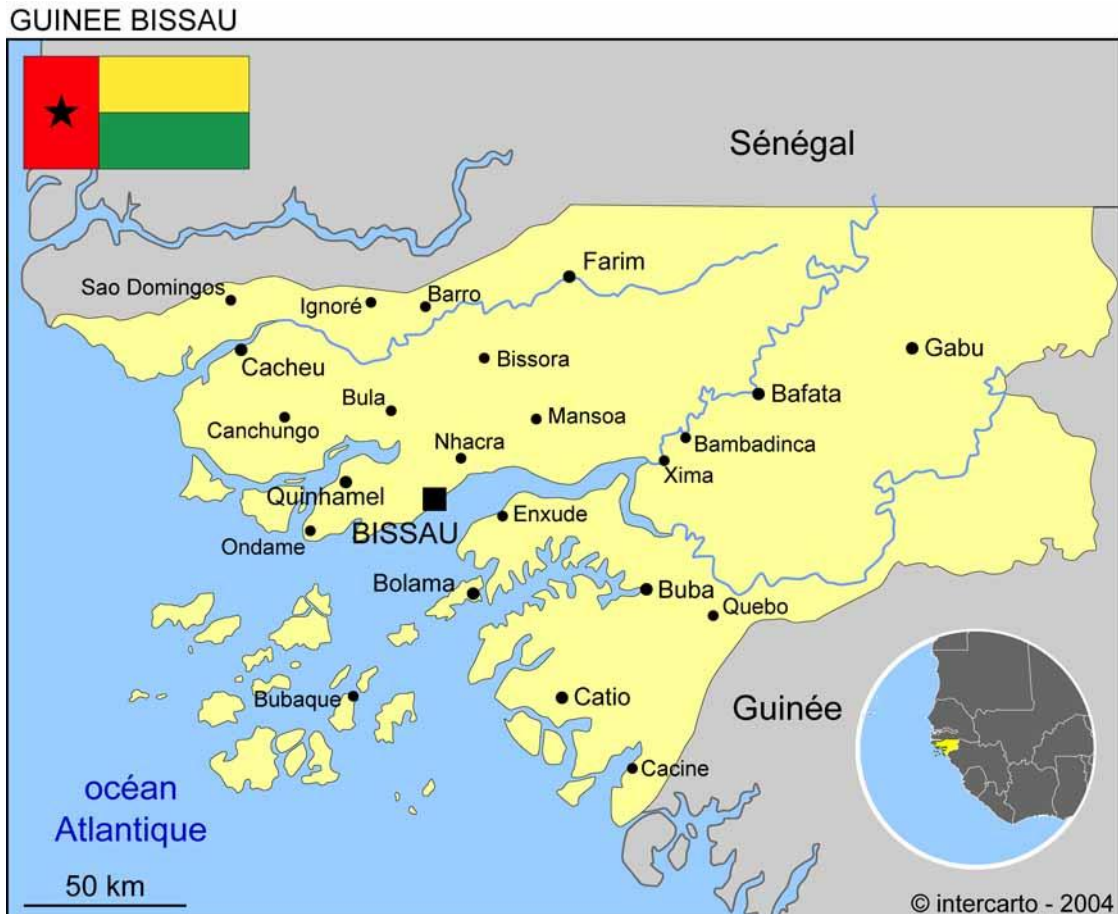 GUINEE BISSAU
Sénégal
Farim
Sao Domingos
Ignoré
Barro
Cacheu
Bissora
Gabu
Bafata
Bula
Canchungo
Mansoa
Nhacra
Bambadinca
Xima
Quinhamel
BISSAU
Enxude
Ondame
Bolama
Buba
Quebo
Bubaque
Catio
Guinée
Cacine
océan
Atlantique
50 km
© intercarto - 2004